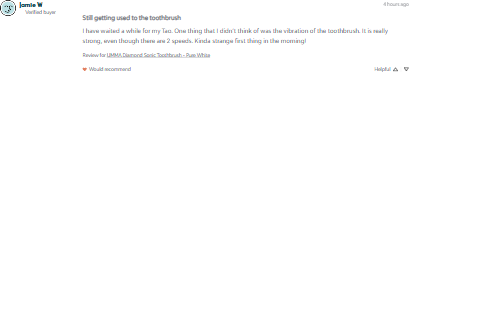 Jamie W
4 hours ago
Verified buyer
Still getting used to the toothbrush
I have waited a while for my Tao. One thing that I didn't think of was the vibration of the toothbrush. It is really
strong, even though there are 2 speeds. Kinda strange first thing in the morning!
Review for UMMA Diamond Sonic Toothbrush - Pure White
Would recommend
Helpful